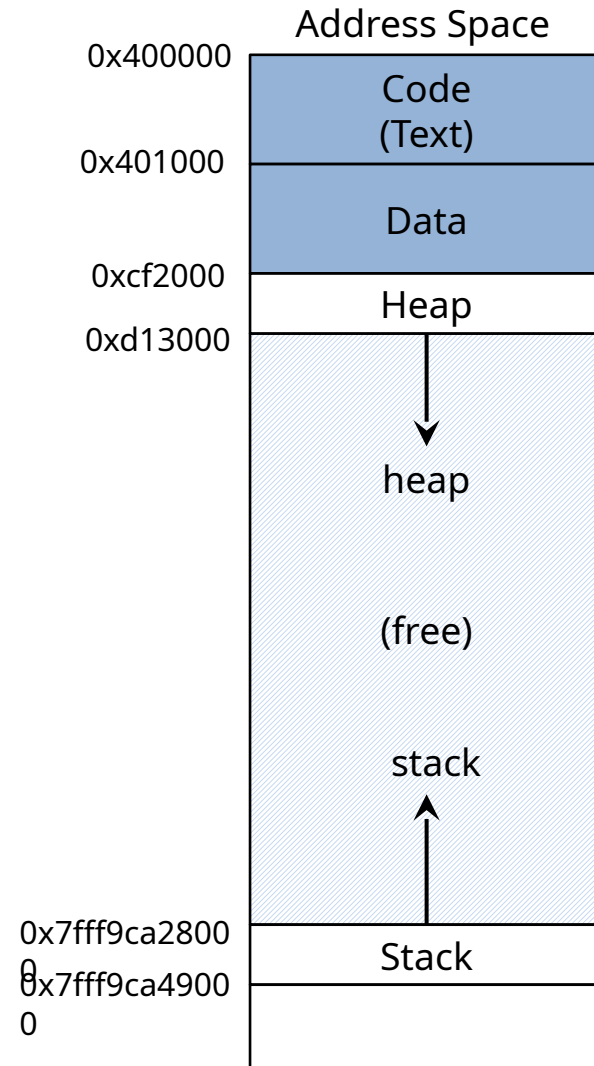 Address Space
0x400000
Code
(Text)
0x401000
Data
0xcf2000
Heap
0xd13000
heap
(free)
stack
0x7fff9ca2800
0
Stack
0x7fff9ca4900
0